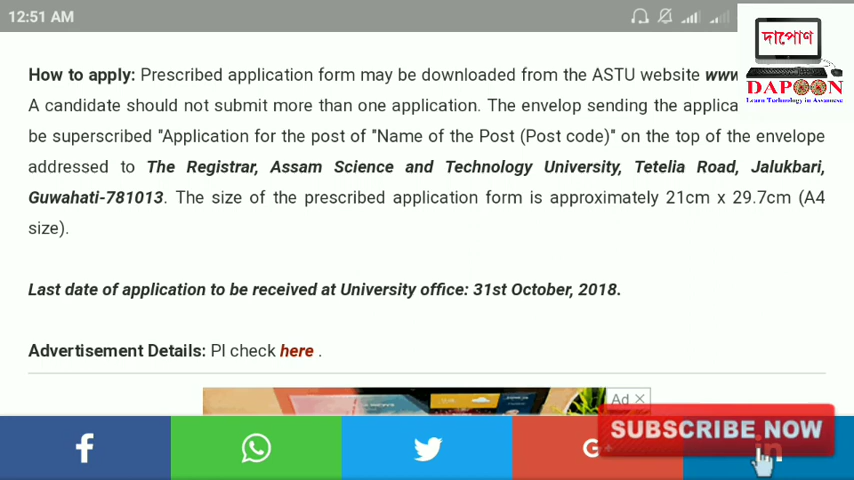 12:51 AM
দাপোণ
DAPOON
Learn Technology in Assamese
How to apply: Prescribed application form may be downloaded from the ASTU website www
A candidate should not submit more than one application. The envelop sending the applica
be superscribed "Application for the post of "Name of the Post (Post code)" on the top of the envelope
addressed to The Registrar, Assam Science and Technology University, Tetelia Road, Jalukbari,
Guwahati-781013. The size of the prescribed application form is approximately 21cm x 29.7cm (A4
size).
Last date of application to be received at University office: 31st October, 2018.
Advertisement Details: Pl check here .
Ad
SUBSCRIBE NOW